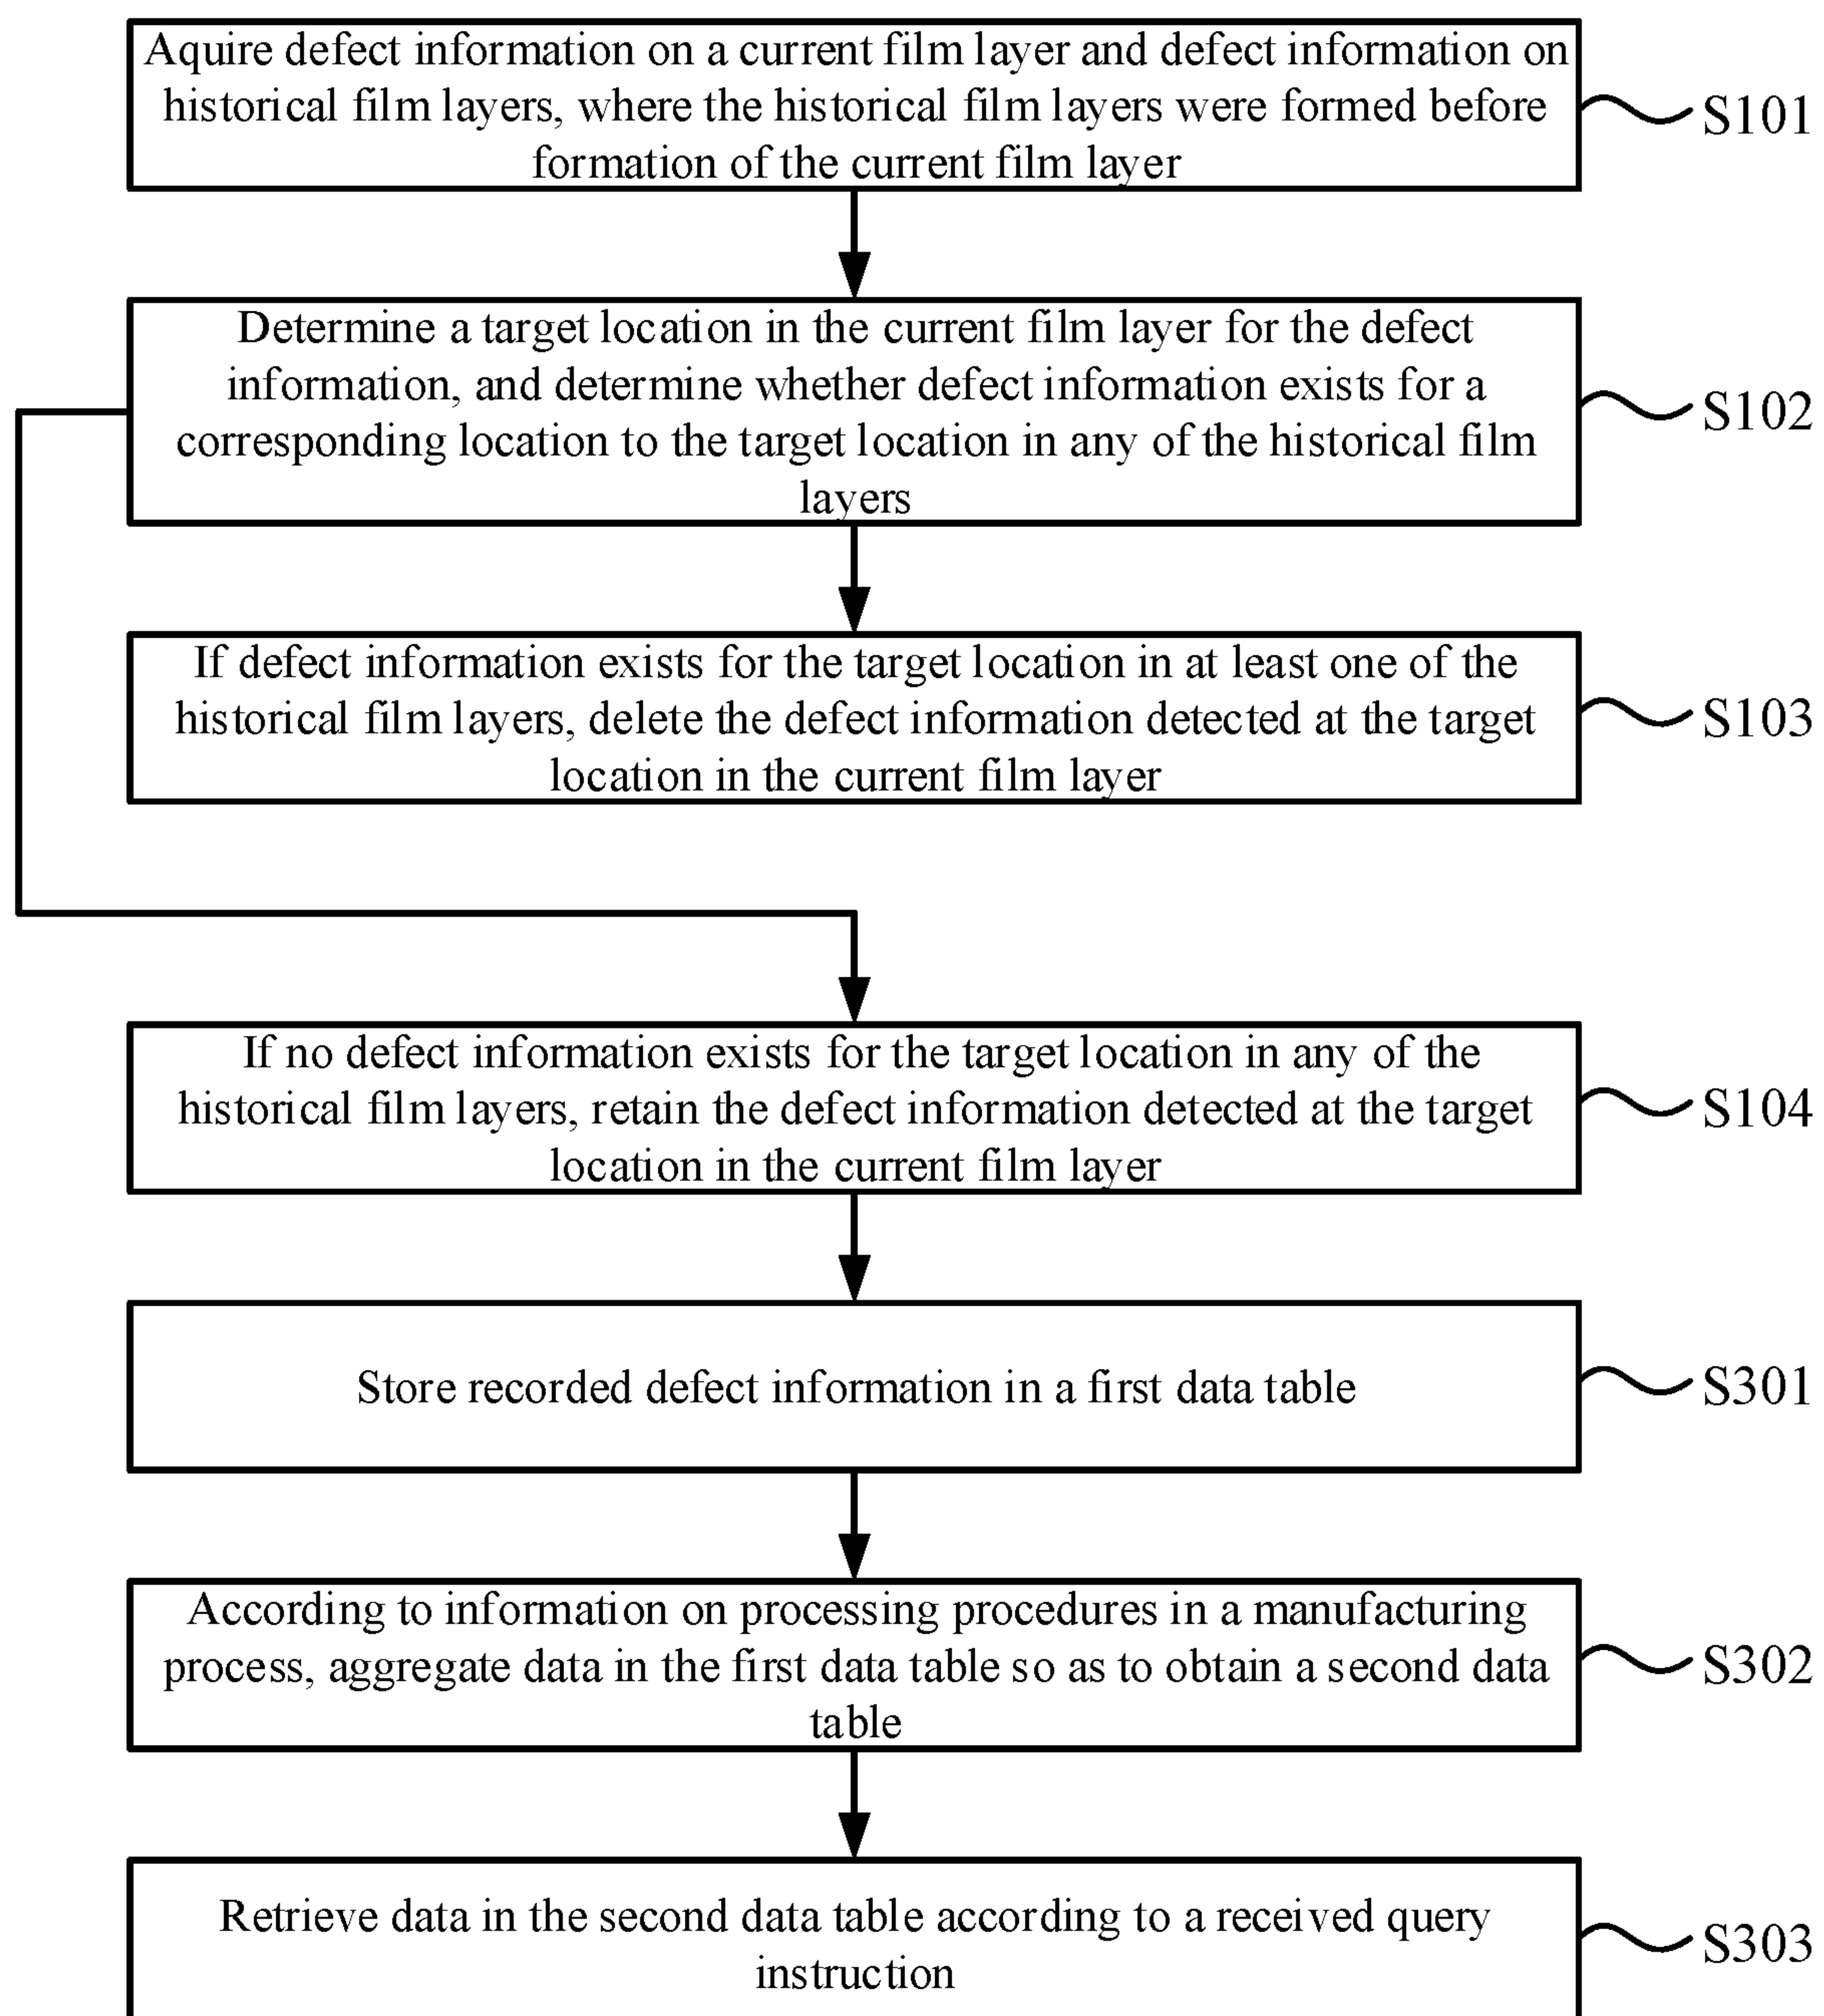 Aquire defect information on a current film layer and defect information on
historical film layers, where the historical film layers were formed before
formation of the current film layer
S101
Determine a target location in the current film layer for the defect
information, and determine whether defect information exists for a
corresponding location to the target location in any of the historical film
layers
S102
If defect information exists for the target location in at least one of the
historical film layers, delete the defect information detected at the target
location in the current film layer
S103
If no defect information exists for the target location in any of the
historical film layers, retain the defect information detected at the target
location in the current film layer
S104
Store recorded defect information in a first data table
S301
According to information on processing procedures in a manufacturing
process, aggregate data in the first data table so as to obtain a second data
table
S302
Retrieve data in the second data table according to a received query
instruction
S303